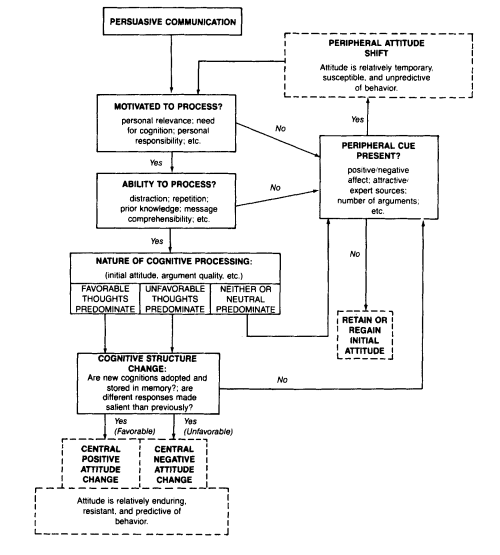 PERSUASIVE COMMUNICATION
PERIPHERAL ATTITUDE
SHIFT
Attitude is relatively temporary,
susceptible, and unpredictive
of behavior.
MOTIVATED TO PROCESS?
personal relevance; need
for cognition; personal
responsibility; etc.
No
Yes
Yes
PERIPHERAL CUE
PRESENT?
positive/negative
affect; attractive/
expert sources;
number of arguments;
etc.
ABILITY TO PROCESS?
distraction; repetition;
prior knowledge; message
comprehensibility; etc.
No
Yes
No
NATURE OF COGNITIVE PROCESSING:
(initial attitude, argument quality, etc.)
FAVORABLE
THOUGHTS
PREDOMINATE
UNFAVORABLE
THOUGHTS
PREDOMINATE
NEITHER OR
NEUTRAL
PREDOMINATE
RETAIN OR
REGAIN
INITIAL
ATTITUDE
COGNITIVE STRUCTURE
CHANGE:
Are new cognitions adopted and
stored in memory?; are
different responses made
salient than previously?
No
Yes
(Favorable)
Yes
(Unfavorable)
CENTRAL
POSITIVE
ATTITUDE
CHANGE
CENTRAL
NEGATIVE
ATTITUDE
CHANGE
Attitude is relatively enduring,
resistant, and predictive of
behavior.